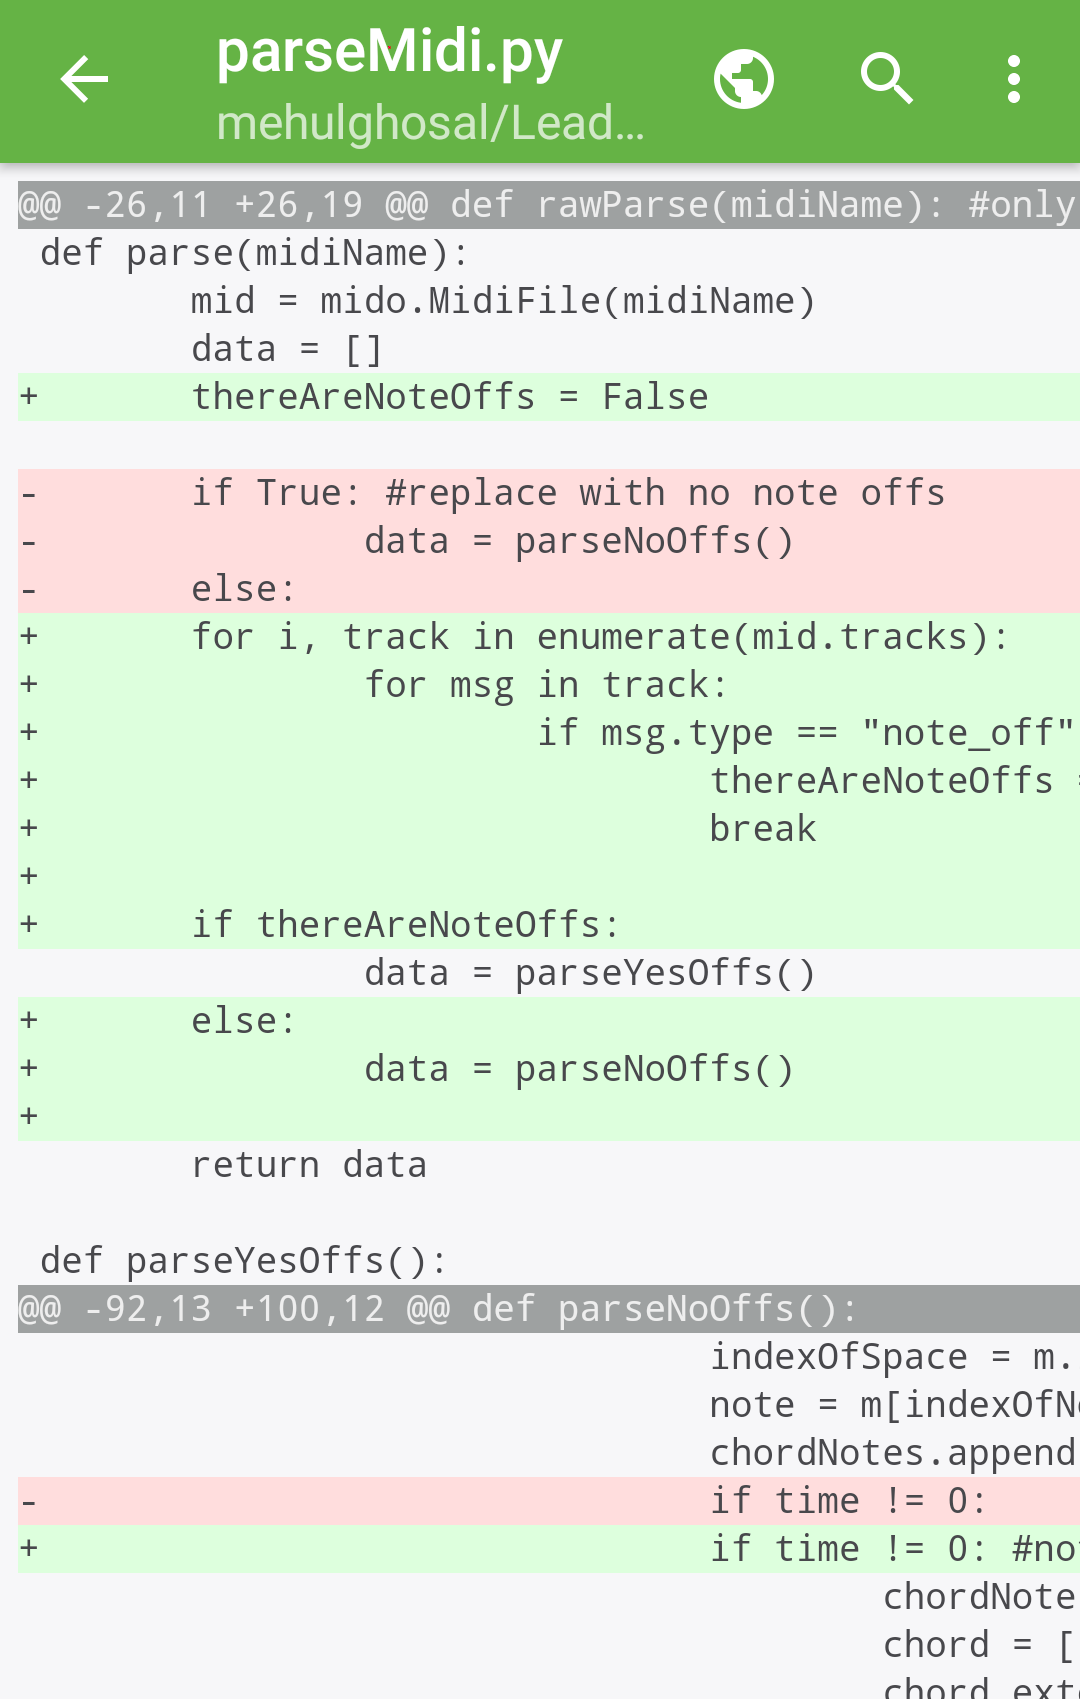 parseMidi.py
mehulghosal/Lead...
@@ -26,11 +26,19 @@ def rawParse(midiName): #only
def parse(midiName):
mid = mido.MidiFile(midiName)
data = []
+ thereAreNoteOffs = False
- if True: #replace with no note offs
- data = parseNoOffs()
- else:
+ for i, track in enumerate(mid.tracks):
+ for msg in track:
+ if msg.type == "note_off"
+ thereAreNoteOffs =
+ break
+
+ if thereAreNoteOffs:
data = parseYesOffs()
+ else:
+ data = parseNoOffs()
+
return data
def parseYesOffs():
@@ -92,13 +100,12 @@ def parseNoOffs():
indexOfSpace = m.
note = m[indexOfN
chordNotes.append
- if time != 0:
+ if time != 0: #no
chordNote
chord = [
chord.ext